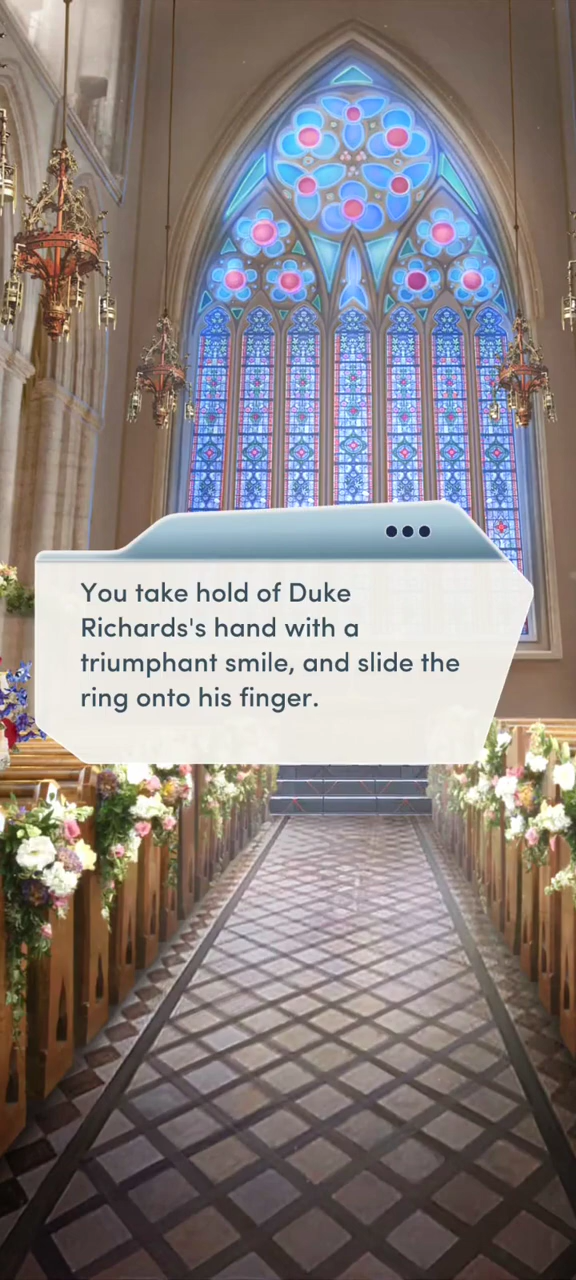 You take hold of Duke
Richards's hand with a
triumphant smile, and slide the
ring onto his finger.